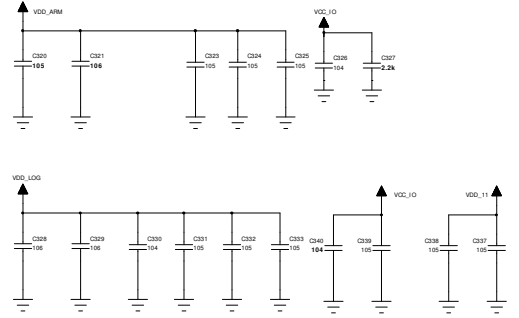 VDD_ARM
VCC_IO
C320
105
C321
106
C323
105
C324
105
C325
105
C326
104
C327
2.2k
VDD_LOG
VCC_IO
VDD_11
C328
106
C329
106
C330
104
C331
105
C332
105
C333
105
C340
104
C339
105
C338
105
C337
105